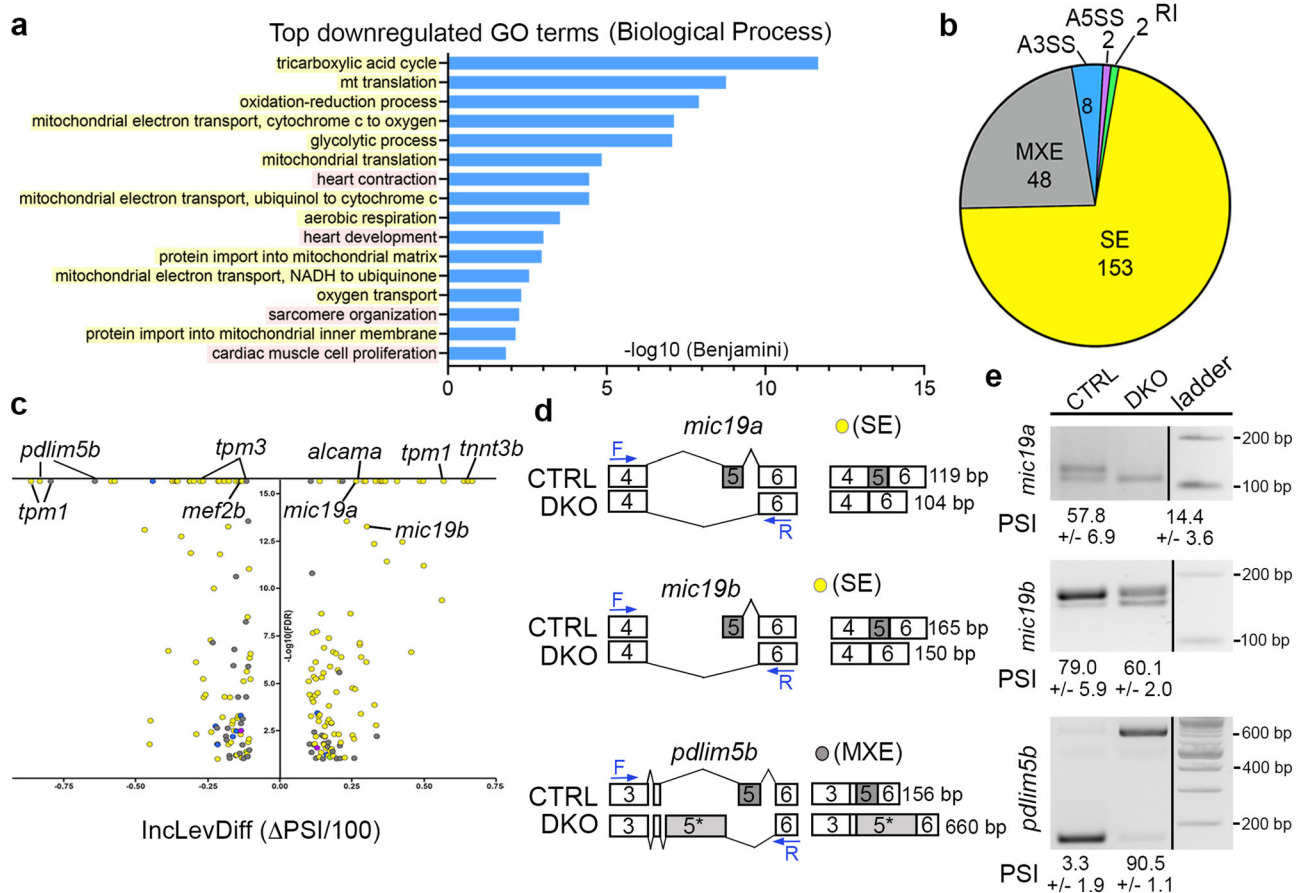 a
Top downregulated GO terms (Biological Process)
tricarboxylic acid cycle
mt translation
oxidation-reduction process
mitochondrial electron transport, cytochrome c to oxygen
glycolytic process
mitochondrial translation
heart contraction
mitochondrial electron transport, ubiquinol to cytochrome c
aerobic respiration
heart development
protein import into mitochondrial matrix
mitochondrial electron transport, NADH to ubiquinone
oxygen transport
sarcomere organization
protein import into mitochondrial inner membrane
cardiac muscle cell proliferation
-log10 (Benjamini)
0 5 10 15
b
A3SS A5SS RI
8 2 2
MXE
48
SE
153
c
pdlim5b tpm3 alcama tpm1 tnnt3b
tpm1 mef2b mic19a
mic19b
15.0
12.5
10.0
7.5
5.0
2.5
-Log10(FDR)
-0.75 -0.50 -0.25 0.00 0.25 0.50 0.75
IncLevDiff (ΔPSI/100)
d
mic19a (SE)
F
CTRL 4 5 6 4 5 6 119 bp
DKO 4 6 4 6 104 bp
R
mic19b (SE)
F
CTRL 4 5 6 4 5 6 165 bp
DKO 4 6 4 6 150 bp
R
pdlim5b (MXE)
F
CTRL 3 5 6 3 5 6 156 bp
DKO 3 5* 6 3 5* 6 660 bp
R
e
CTRL DKO ladder
mic19a
200 bp
100 bp
PSI 57.8 14.4
+/- 6.9 +/- 3.6
mic19b
200 bp
100 bp
PSI 79.0 60.1
+/- 5.9 +/- 2.0
pdlim5b
600 bp
400 bp
200 bp
PSI 3.3 90.5
+/- 1.9 +/- 1.1